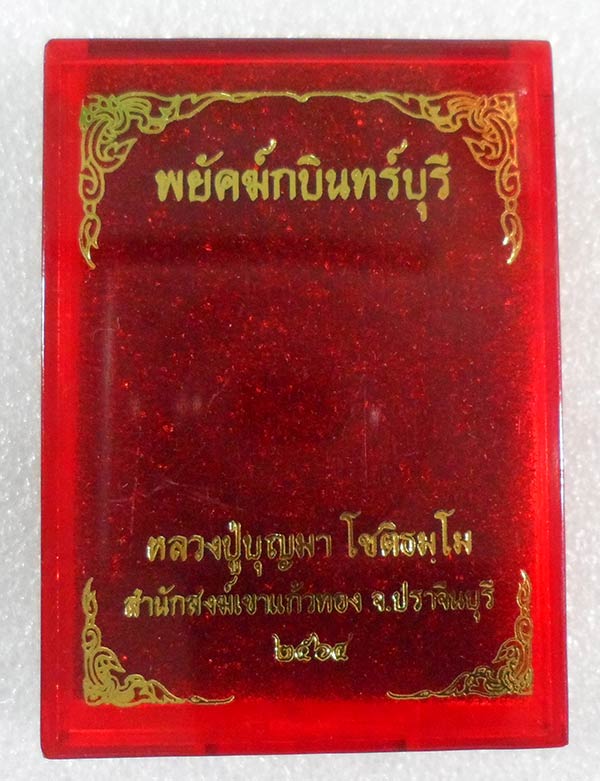 พยัคฆ์กบินทร์บุรี
หลวงปู่บุญมา โชติธมฺโม
สำนักสงฆ์เขาแก้วทอง จ.ปราจีนบุรี
๒๕๖๔